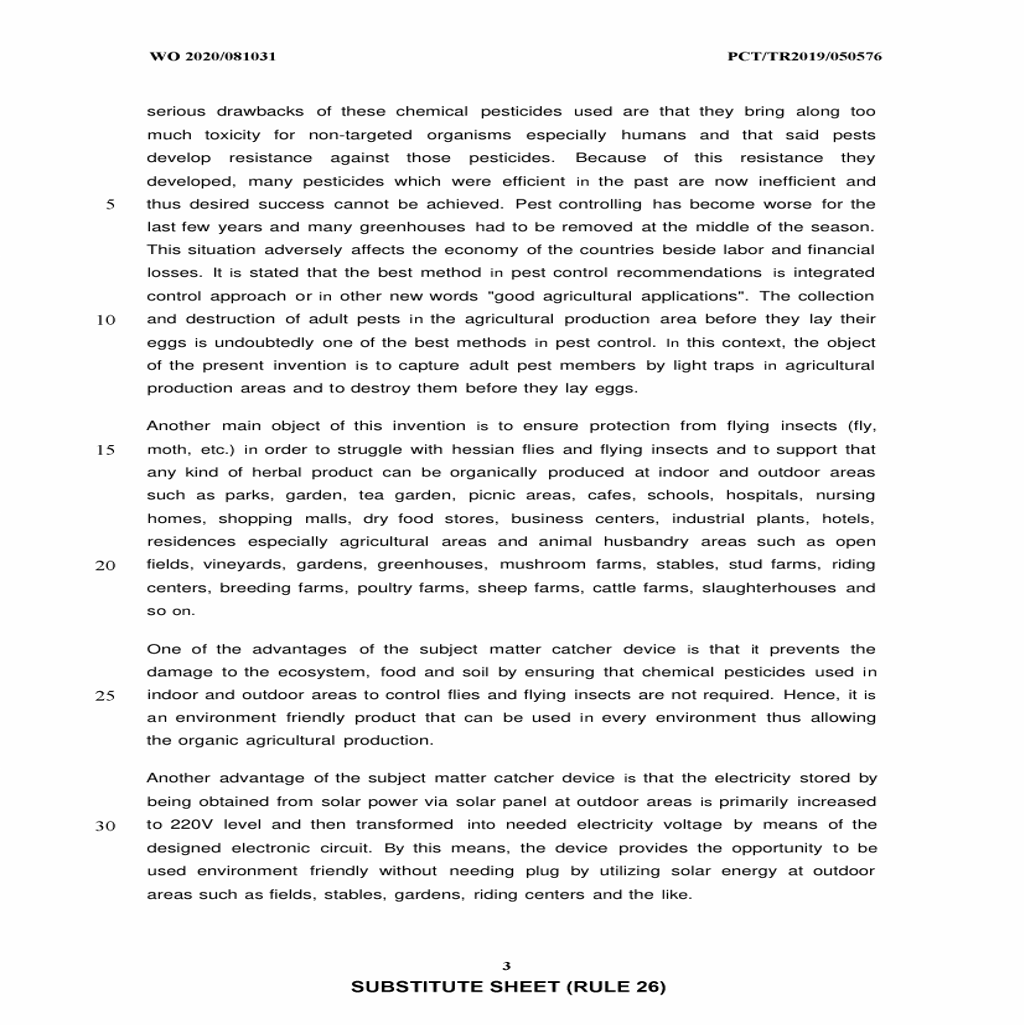 WO 2020/081031 PCT/TR2019/050576
serious drawbacks of these chemical pesticides used are that they bring along too
much toxicity for non-targeted organisms especially humans and that said pests
develop resistance against those pesticides. Because of this resistance they
developed, many pesticides which were efficient in the past are now inefficient and
5 thus desired success cannot be achieved. Pest controlling has become worse for the
last few years and many greenhouses had to be removed at the middle of the season.
This situation adversely affects the economy of the countries beside labor and financial
losses. It is stated that the best method in pest control recommendations is integrated
control approach or in other new words "good agricultural applications". The collection
10 and destruction of adult pests in the agricultural production area before they lay their
eggs is undoubtedly one of the best methods in pest control. In this context, the object
of the present invention is to capture adult pest members by light traps in agricultural
production areas and to destroy them before they lay eggs.
Another main object of this invention is to ensure protection from flying insects (fly,
15 moth, etc.) in order to struggle with hessian flies and flying insects and to support that
any kind of herbal product can be organically produced at indoor and outdoor areas
such as parks, garden, tea garden, picnic areas, cafes, schools, hospitals, nursing
homes, shopping malls, dry food stores, business centers, industrial plants, hotels,
residences especially agricultural areas and animal husbandry areas such as open
20 fields, vineyards, gardens, greenhouses, mushroom farms, stables, stud farms, riding
centers, breeding farms, poultry farms, sheep farms, cattle farms, slaughterhouses and
so on.
One of the advantages of the subject matter catcher device is that it prevents the
damage to the ecosystem, food and soil by ensuring that chemical pesticides used in
25 indoor and outdoor areas to control flies and flying insects are not required. Hence, it is
an environment friendly product that can be used in every environment thus allowing
the organic agricultural production.
Another advantage of the subject matter catcher device is that the electricity stored by
being obtained from solar power via solar panel at outdoor areas is primarily increased
30 to 220V level and then transformed into needed electricity voltage by means of the
designed electronic circuit. By this means, the device provides the opportunity to be
used environment friendly without needing plug by utilizing solar energy at outdoor
areas such as fields, stables, gardens, riding centers and the like.
3
SUBSTITUTE SHEET (RULE 26)